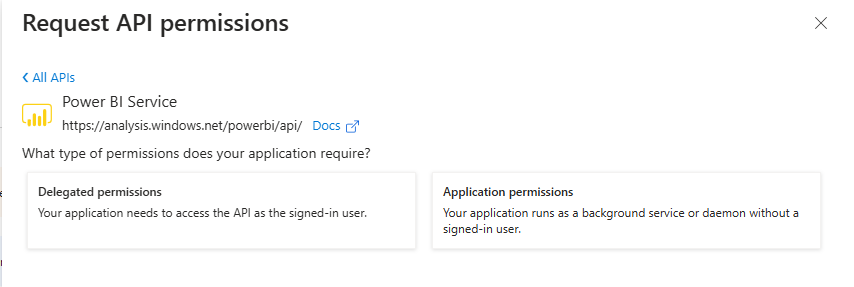 Request API permissions
All APIs
Power BI Service
https://analysis.windows.net/powerbi/api/ Docs
What type of permissions does your application require?
Delegated permissions
Your application needs to access the API as the signed-in user.
Application permissions
Your application runs as a background service or daemon without a
signed-in user.